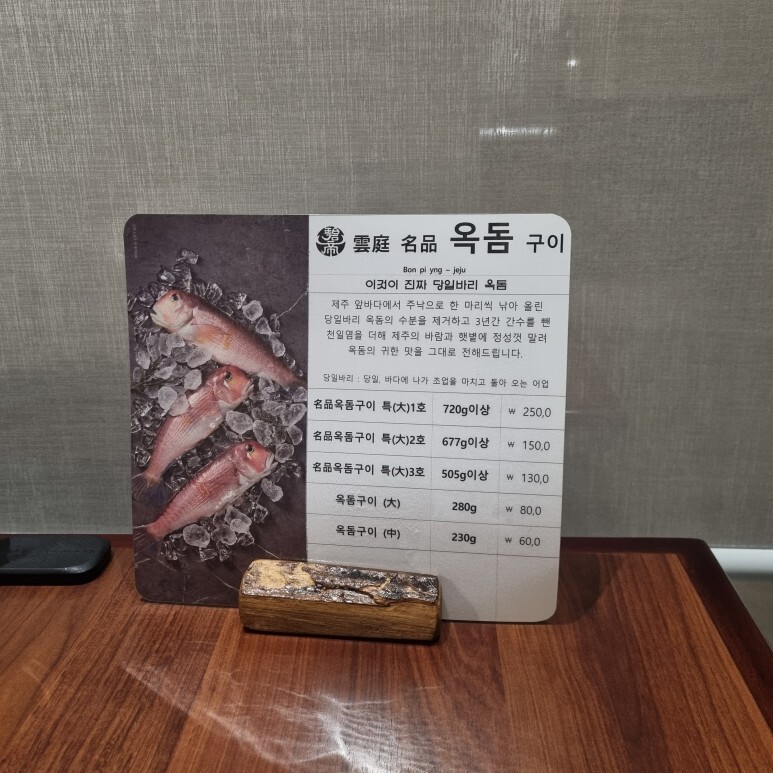 雲庭 名品 옥돔 구이
Bon pi yng - jeju
이것이 진짜 당일바리 옥돔
제주 앞바다에서 주낙으로 한 마리씩 낚아 올린
당일바리 옥돔의 수분을 제거하고 3년간 간수를 뺀
천일염을 더해 제주의 바람과 햇볕에 정성껏 말려
옥돔의 귀한 맛을 그대로 전해드립니다.
당일바리 : 당일, 바다에 나가 조업을 마치고 돌아 오는 어업
名品옥돔구이 특(大)1호 720g이상 ₩ 250,0
名品옥돔구이 특(大)2호 677g이상 ₩ 150,0
名品옥돔구이 특(大)3호 505g이상 ₩ 130,0
옥돔구이 (大) 280g ₩ 80,0
옥돔구이 (中) 230g ₩ 60,0